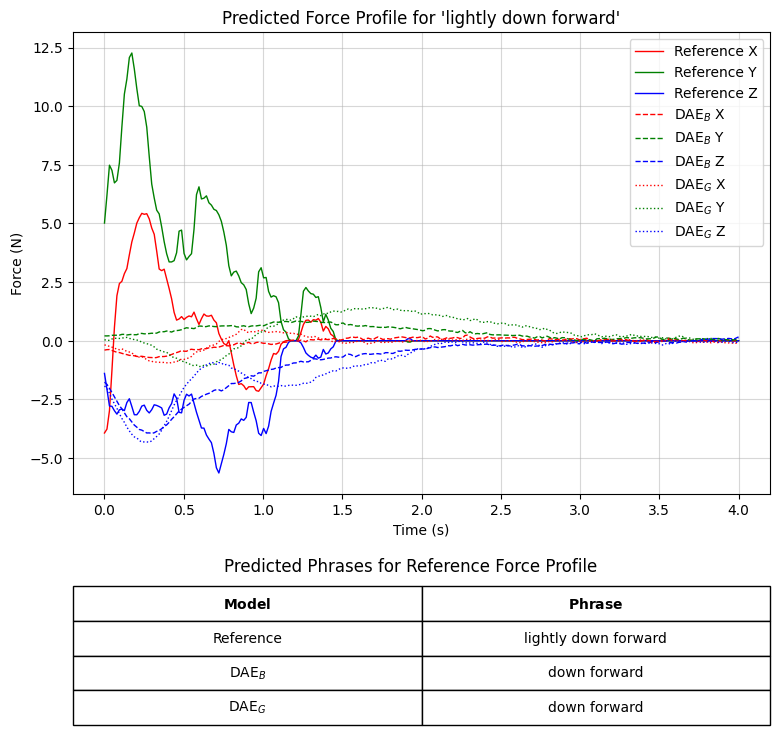 Predicted Force Profile for 'lightly down forward'
12.5
10.0
7.5
5.0
2.5
0.0
−2.5
−5.0
Force (N)
Reference X
Reference Y
Reference Z
DAE_B X
DAE_B Y
DAE_B Z
DAE_G X
DAE_G Y
DAE_G Z
0.0 0.5 1.0 1.5 2.0 2.5 3.0 3.5 4.0
Time (s)
Predicted Phrases for Reference Force Profile
Model Phrase
Reference lightly down forward
DAE_B down forward
DAE_G down forward